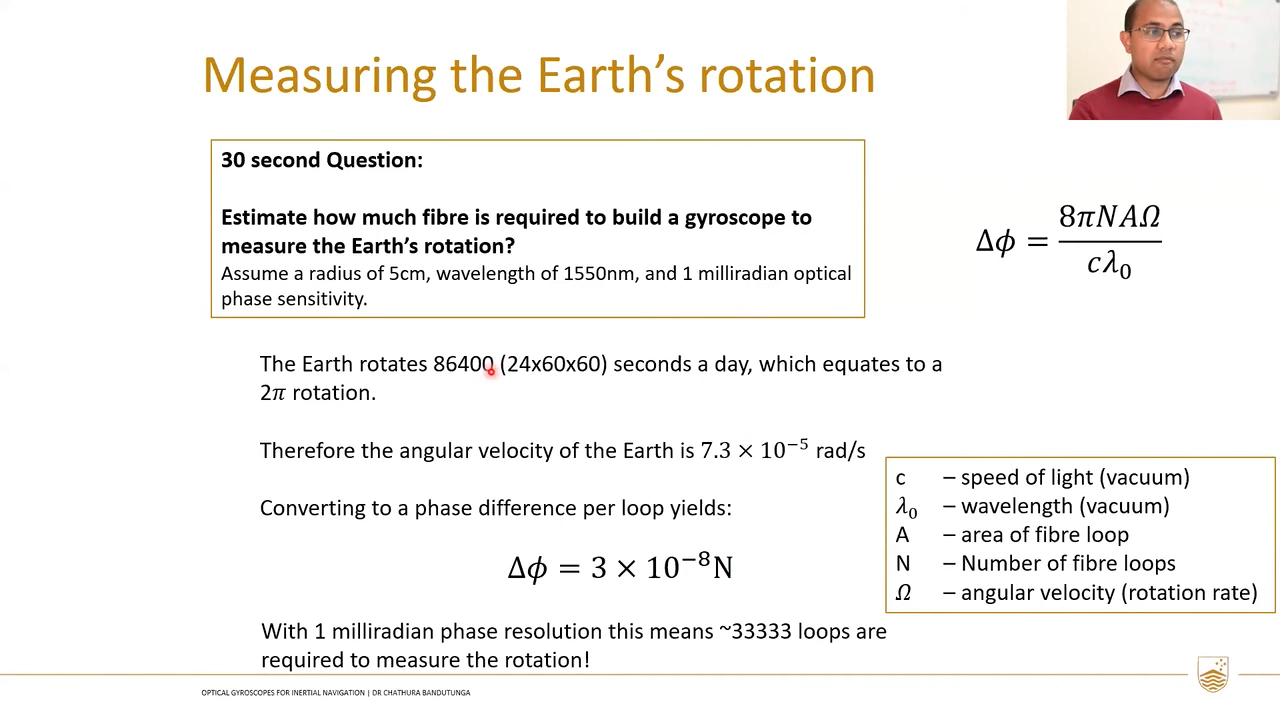 Measuring the Earth’s rotation
30 second Question:
Estimate how much fibre is required to build a gyroscope to
measure the Earth’s rotation?
Assume a radius of 5cm, wavelength of 1550nm, and 1 milliradian optical
phase sensitivity.
Δϕ = 8πNAΩ / cλ₀
The Earth rotates 86400 (24x60x60) seconds a day, which equates to a
2π rotation.
Therefore the angular velocity of the Earth is 7.3 × 10⁻⁵ rad/s
Converting to a phase difference per loop yields:
Δϕ = 3 × 10⁻⁸N
With 1 milliradian phase resolution this means ~33333 loops are
required to measure the rotation!
c – speed of light (vacuum)
λ₀ – wavelength (vacuum)
A – area of fibre loop
N – Number of fibre loops
Ω – angular velocity (rotation rate)
OPTICAL GYROSCOPES FOR INERTIAL NAVIGATION | DR CHATHURA BANDUTUNGA